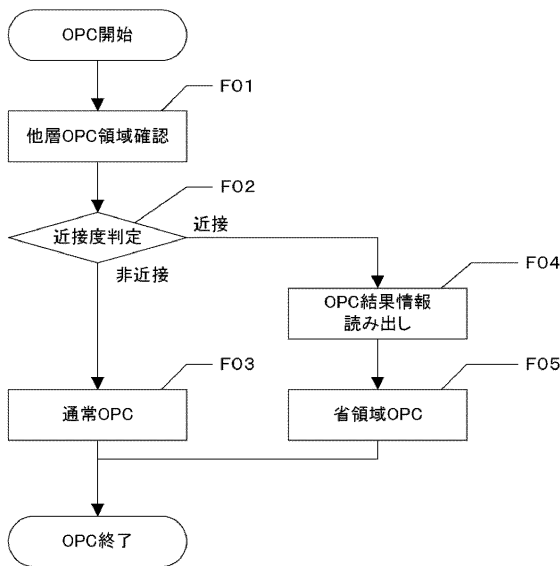 OPC開始
F01
他層OPC領域確認
F02
近接度判定
近接
非近接
F04
OPC結果情報
読み出し
F03
通常OPC
F05
省領域OPC
OPC終了